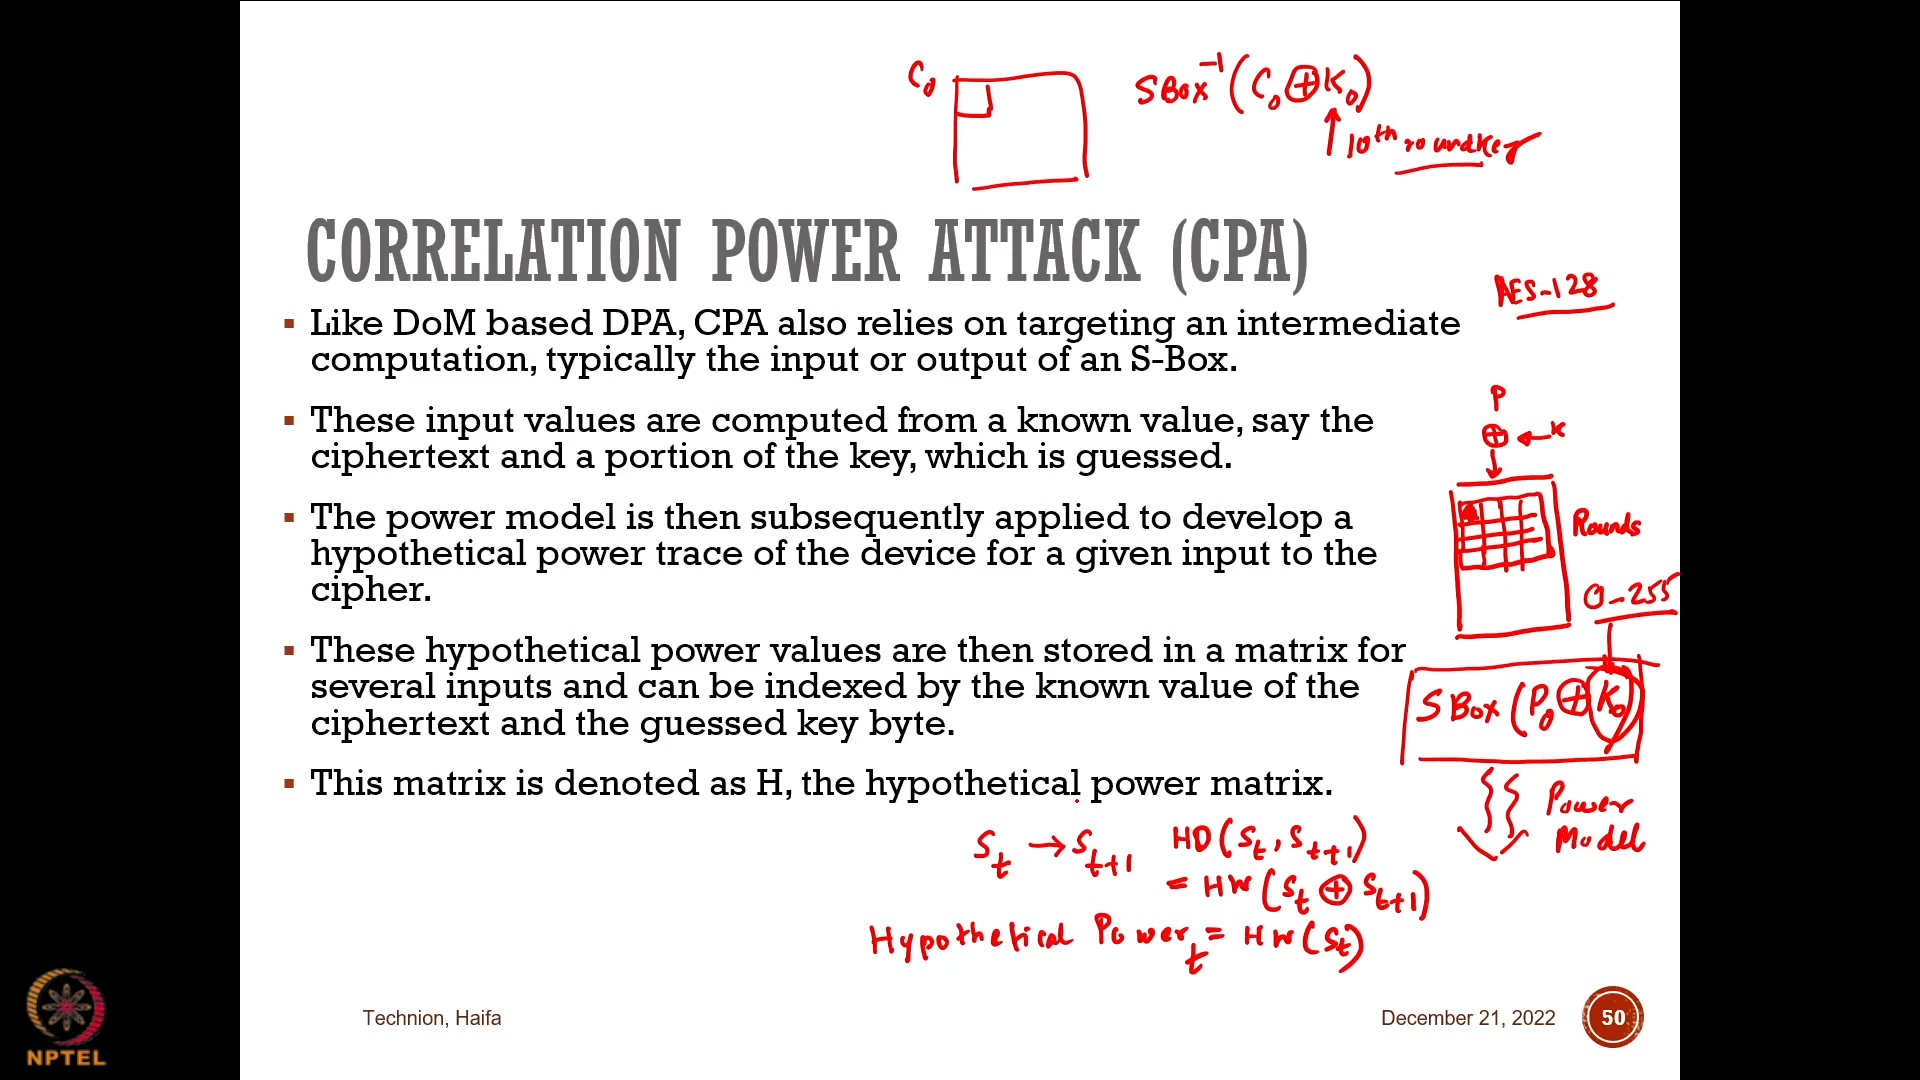 C₀ SBox⁻¹(C₀ ⊕ K₀)
10th roundkey
CORRELATION POWER ATTACK (CPA)
AES-128
Like DoM based DPA, CPA also relies on targeting an intermediate
computation, typically the input or output of an S-Box.
P
⊕ ← K
These input values are computed from a known value, say the
ciphertext and a portion of the key, which is guessed.
Rounds
The power model is then subsequently applied to develop a
hypothetical power trace of the device for a given input to the
cipher.
0-255
These hypothetical power values are then stored in a matrix for
several inputs and can be indexed by the known value of the
ciphertext and the guessed key byte.
SBox(P₀ ⊕ K₀)
This matrix is denoted as H, the hypothetical power matrix.
Power
Model
Sₜ → Sₜ₊₁ HD(Sₜ, Sₜ₊₁)
= HW(Sₜ ⊕ Sₜ₊₁)
Hypothetical Powerₜ = HW(Sₜ)
NPTEL
Technion, Haifa
December 21, 2022
50